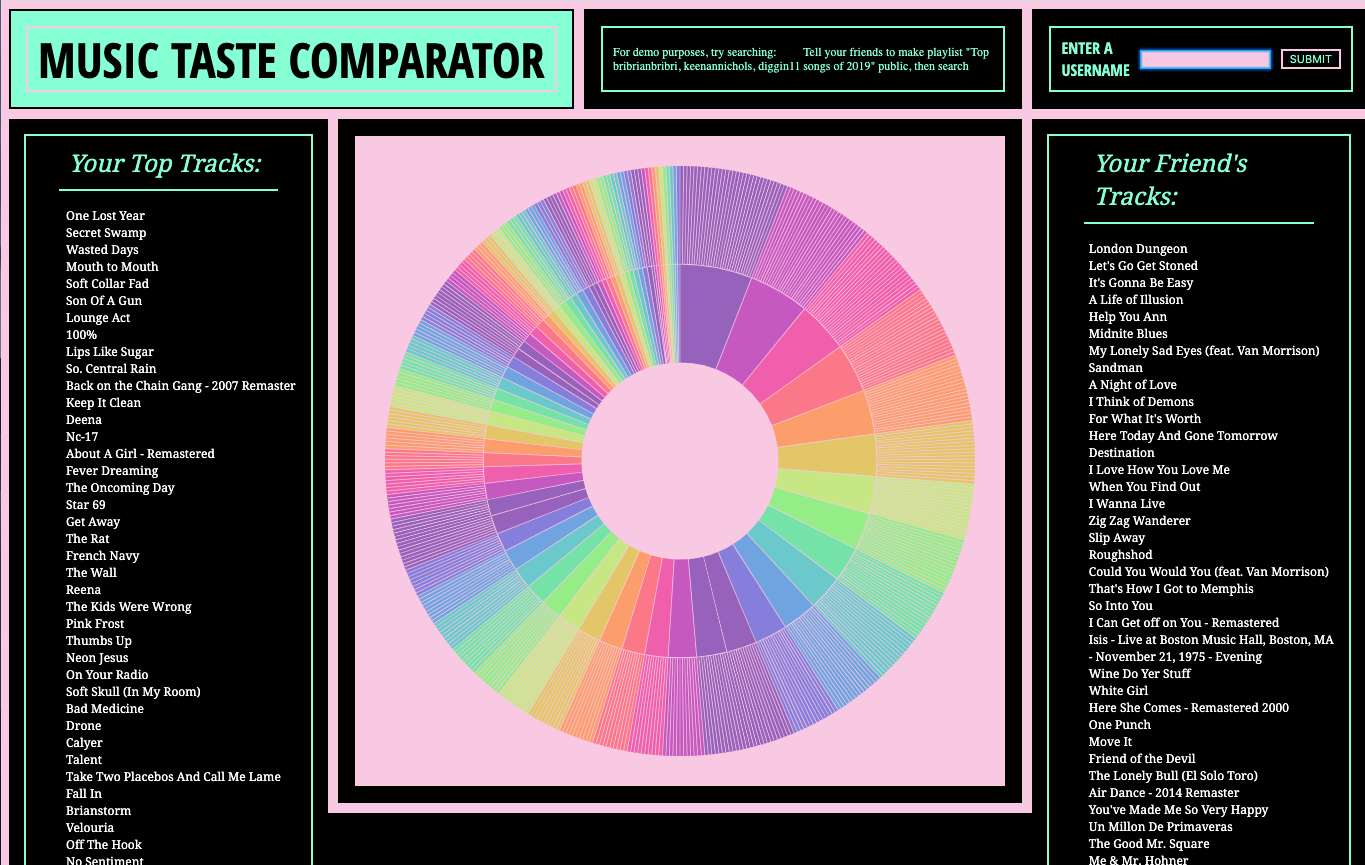 MUSIC TASTE COMPARATOR
For demo purposes, try searching:
bribrianbribri, keenannichols, diggin11
Tell your friends to make playlist "Top
songs of 2019" public, then search
ENTER A
USERNAME
SUBMIT
Your Top Tracks:
One Lost Year
Secret Swamp
Wasted Days
Mouth to Mouth
Soft Collar Fad
Son Of A Gun
Lounge Act
100%
Lips Like Sugar
So. Central Rain
Back on the Chain Gang - 2007 Remaster
Keep It Clean
Deena
Nc-17
About A Girl - Remastered
Fever Dreaming
The Oncoming Day
Star 69
Get Away
The Rat
French Navy
The Wall
Reena
The Kids Were Wrong
Pink Frost
Thumbs Up
Neon Jesus
On Your Radio
Soft Skull (In My Room)
Bad Medicine
Drone
Calyer
Talent
Take Two Placebos And Call Me Lame
Fall In
Brianstorm
Velouria
Off The Hook
No Sentiment
Your Friend's
Tracks:
London Dungeon
Let's Go Get Stoned
It's Gonna Be Easy
A Life of Illusion
Help You Ann
Midnite Blues
My Lonely Sad Eyes (feat. Van Morrison)
Sandman
A Night of Love
I Think of Demons
For What It's Worth
Here Today And Gone Tomorrow
Destination
I Love How You Love Me
When You Find Out
I Wanna Live
Zig Zag Wanderer
Slip Away
Roughshod
Could You Would You (feat. Van Morrison)
That's How I Got to Memphis
So Into You
I Can Get off on You - Remastered
Isis - Live at Boston Music Hall, Boston, MA
- November 21, 1975 - Evening
Wine Do Yer Stuff
White Girl
Here She Comes - Remastered 2000
One Punch
Move It
Friend of the Devil
The Lonely Bull (El Solo Toro)
Air Dance - 2014 Remaster
You've Made Me So Very Happy
Un Millon De Primaveras
The Good Mr. Square
Me & Mr. Hohner